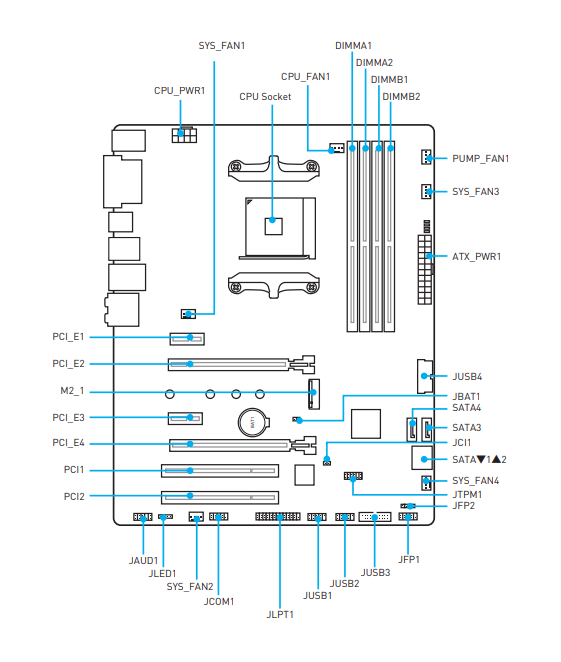 SYS_FAN1
DIMMA1
DIMMA2
CPU_FAN1
DIMMB1
CPU_PWR1
CPU Socket
DIMMB2
PUMP_FAN1
SYS_FAN3
ATX_PWR1
PCI_E1
PCI_E2
JUSB4
M2_1
JBAT1
SATA4
PCI_E3
BAT1
SATA3
PCI_E4
JCI1
SATA▼1▲2
PCI1
SYS_FAN4
PCI2
JTPM1
JFP2
JAUD1
JFP1
JLED1
JUSB3
SYS_FAN2
JUSB2
JCOM1
JUSB1
JLPT1